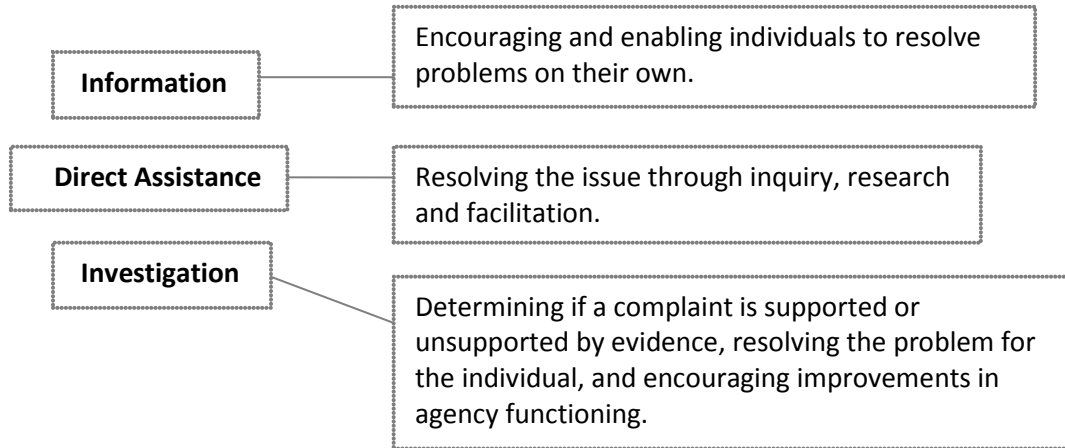 Information
Encouraging and enabling individuals to resolve
problems on their own.
Direct Assistance
Resolving the issue through inquiry, research
and facilitation.
Investigation
Determining if a complaint is supported or
unsupported by evidence, resolving the problem for
the individual, and encouraging improvements in
agency functioning.